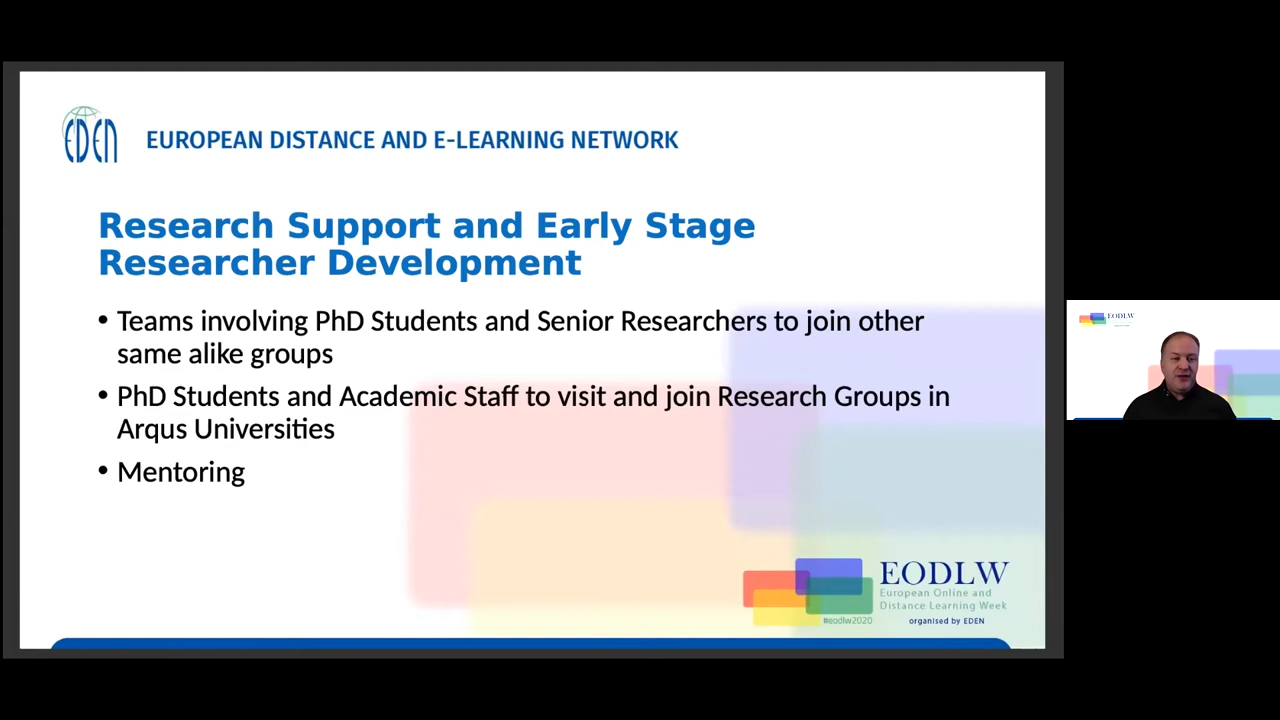 EDEN
EUROPEAN DISTANCE AND E-LEARNING NETWORK
Research Support and Early Stage
Researcher Development
• Teams involving PhD Students and Senior Researchers to join other
same alike groups
• PhD Students and Academic Staff to visit and join Research Groups in
Arqus Universities
• Mentoring
EODLW
European Online and
Distance Learning Week
#eodlw2020
organised by EDEN
EODLW